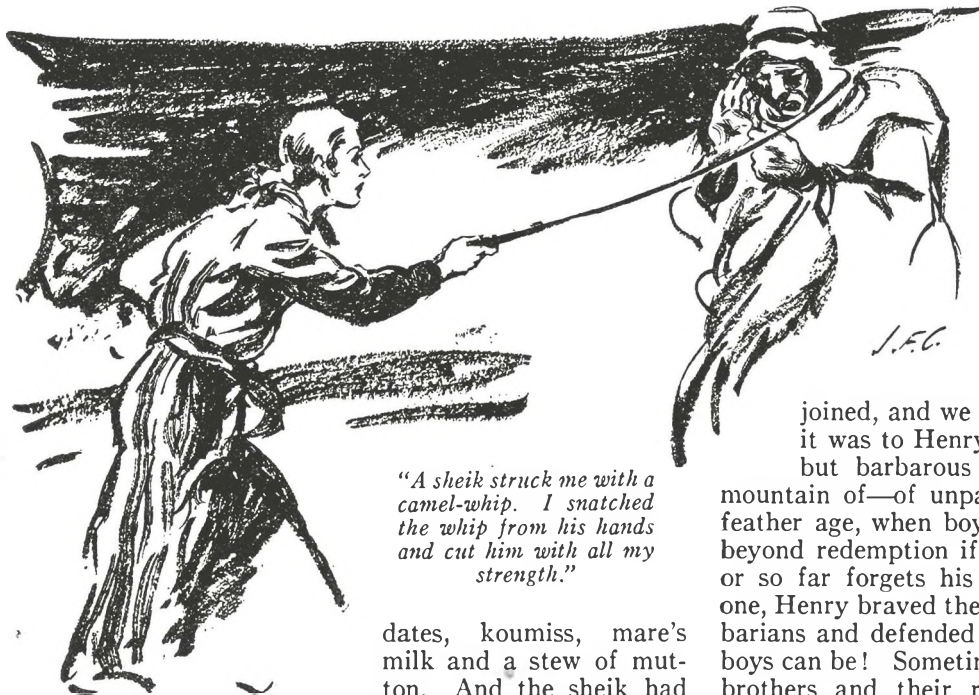 J.F.C.
"A sheik struck me with a
camel-whip. I snatched
the whip from his hands
and cut him with all my
strength."
dates, koumiss, mare's
milk and a stew of mut-
ton. And the sheik had
joined, and we
it was to Henry
but barbarous
mountain of—of unpa
feather age, when boy
beyond redemption if
or so far forgets his
one, Henry braved the
barians and defended
boys can be!
brothers and their